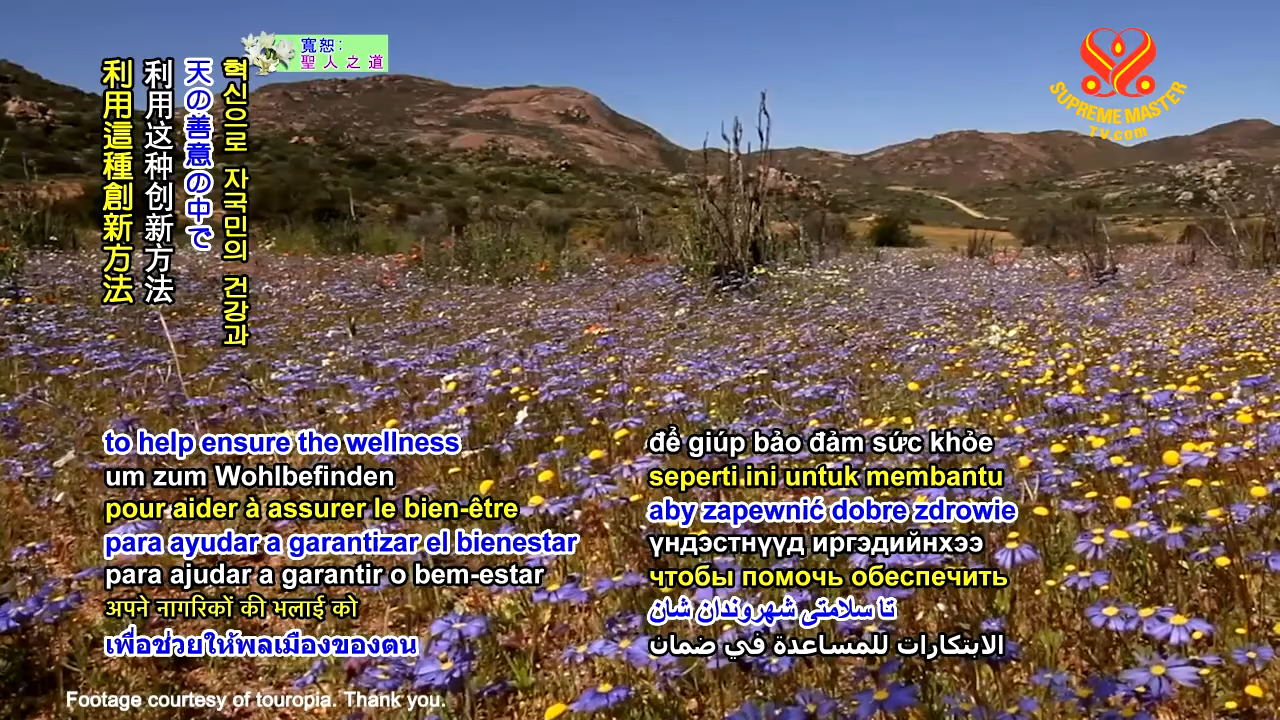 寬恕：
聖人之道
SUPREME MASTER
TV.com
利用這種創新方法
利用这种创新方法
天の善意の中で
혁신으로 자국민의 건강과
to help ensure the wellness
um zum Wohlbefinden
pour aider à assurer le bien-être
para ayudar a garantizar el bienestar
para ajudar a garantir o bem-estar
अपने नागरिकों की भलाई को
เพื่อช่วยให้พลเมืองของตน
để giúp bảo đảm sức khỏe
seperti ini untuk membantu
aby zapewnić dobre zdrowie
үндэстнүүд иргэдийнхээ
чтобы помочь обеспечить
تا سلامتی شهروندان شان
الابتكارات للمساعدة في ضمان
Footage courtesy of touropia. Thank you.